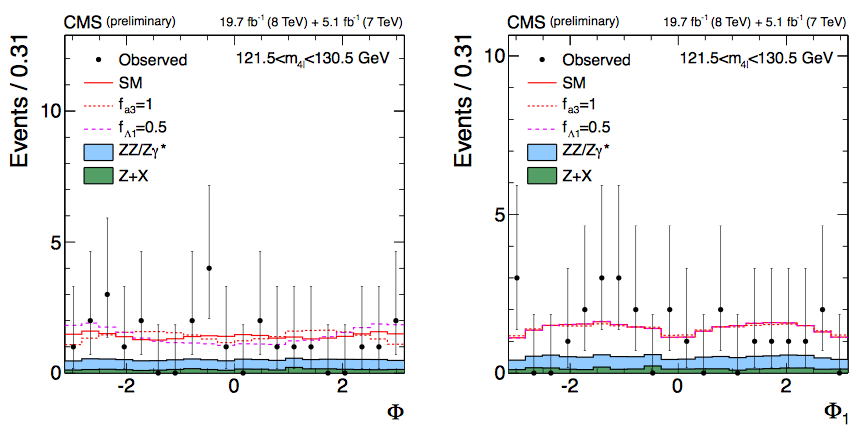 CMS (preliminary) 19.7 fb⁻¹ (8 TeV) + 5.1 fb⁻¹ (7 TeV)
Events / 0.31
10
5
0
Observed
121.5<m₄ₗ<130.5 GeV
SM
fₐ₃=1
f_Λ1=0.5
ZZ/Zγ*
Z+X
-2 0 2
Φ
CMS (preliminary) 19.7 fb⁻¹ (8 TeV) + 5.1 fb⁻¹ (7 TeV)
Events / 0.31
10
5
0
Observed
121.5<m₄ₗ<130.5 GeV
SM
fₐ₃=1
f_Λ1=0.5
ZZ/Zγ*
Z+X
-2 0 2
Φ₁